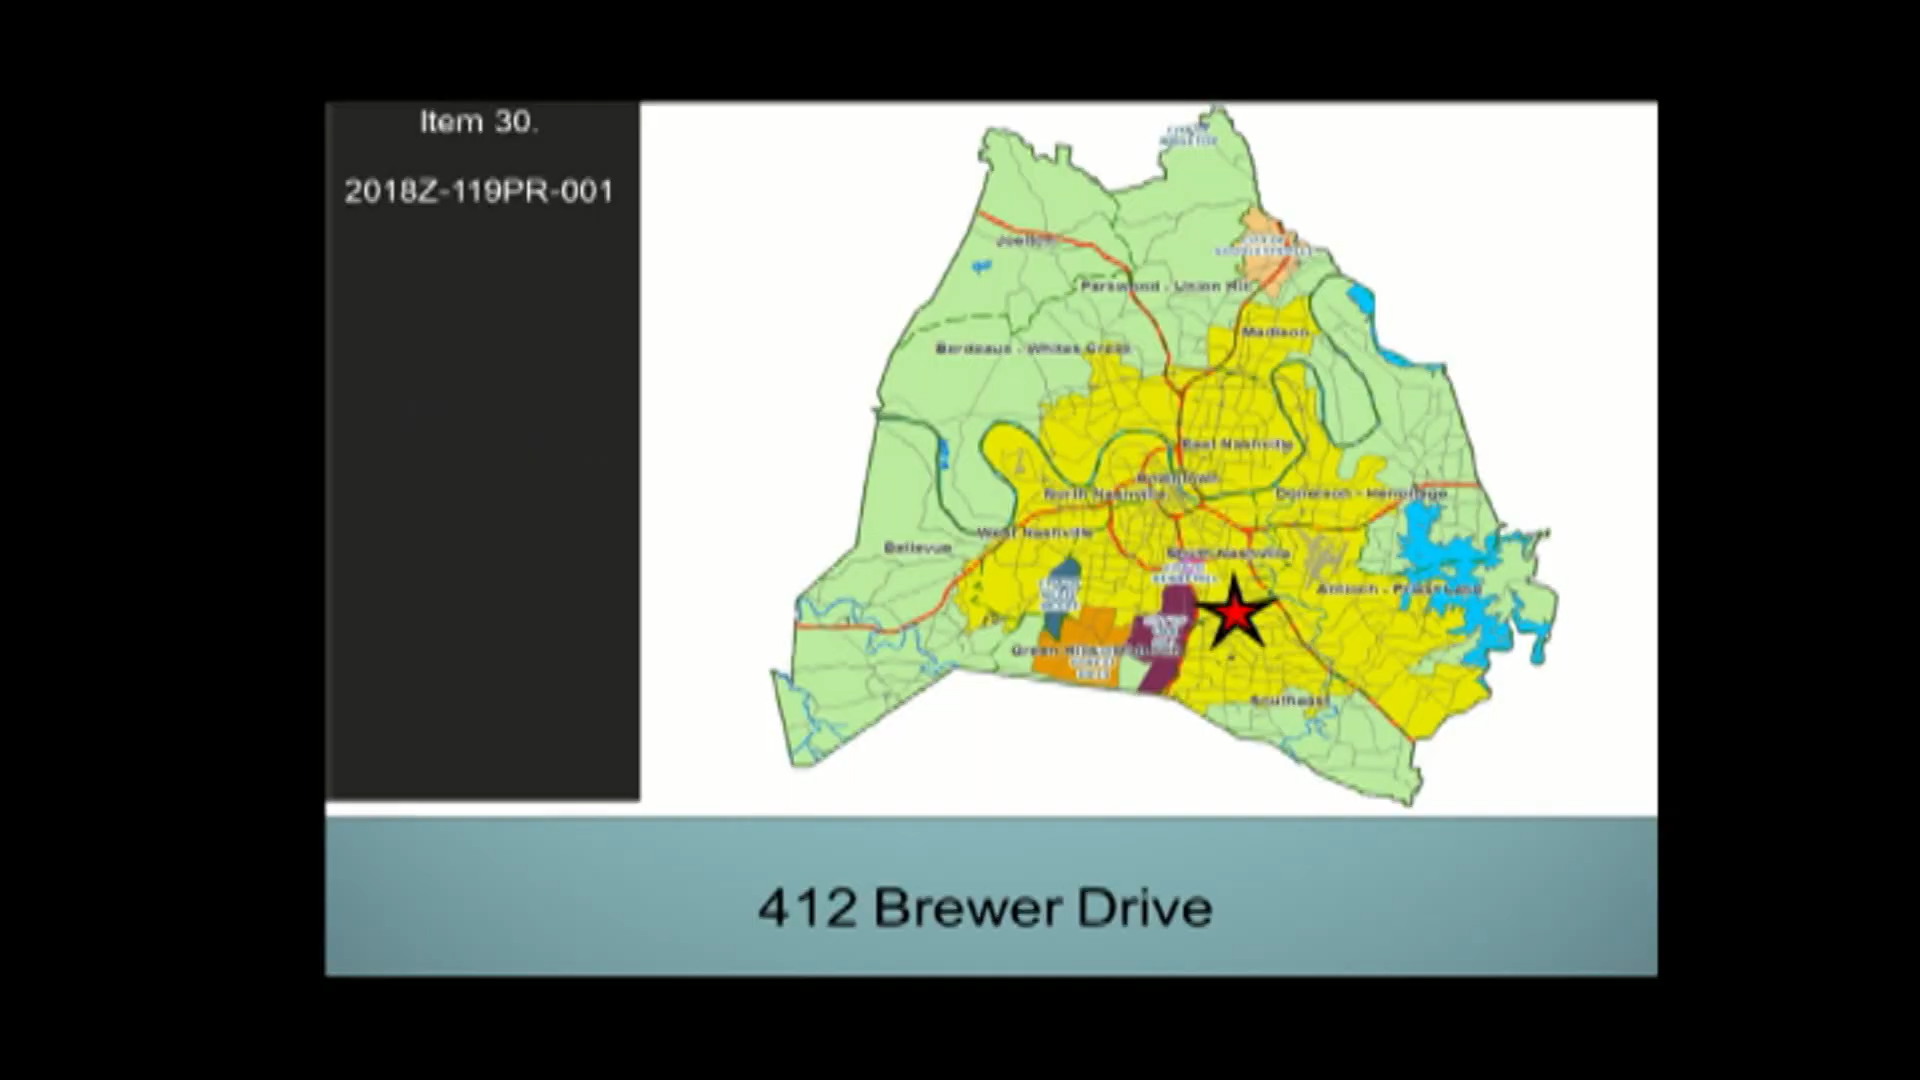 Item 30.
2018Z-119PR-001
Joelton
Parkwood - Union Hill
Madison
Bordeaux - Whites Creek
East Nashville
Downtown
North Nashville
Donelson - Hermitage
West Nashville
Bellevue
South Nashville
Antioch - Priest Lake
Green Hills
Southeast
412 Brewer Drive